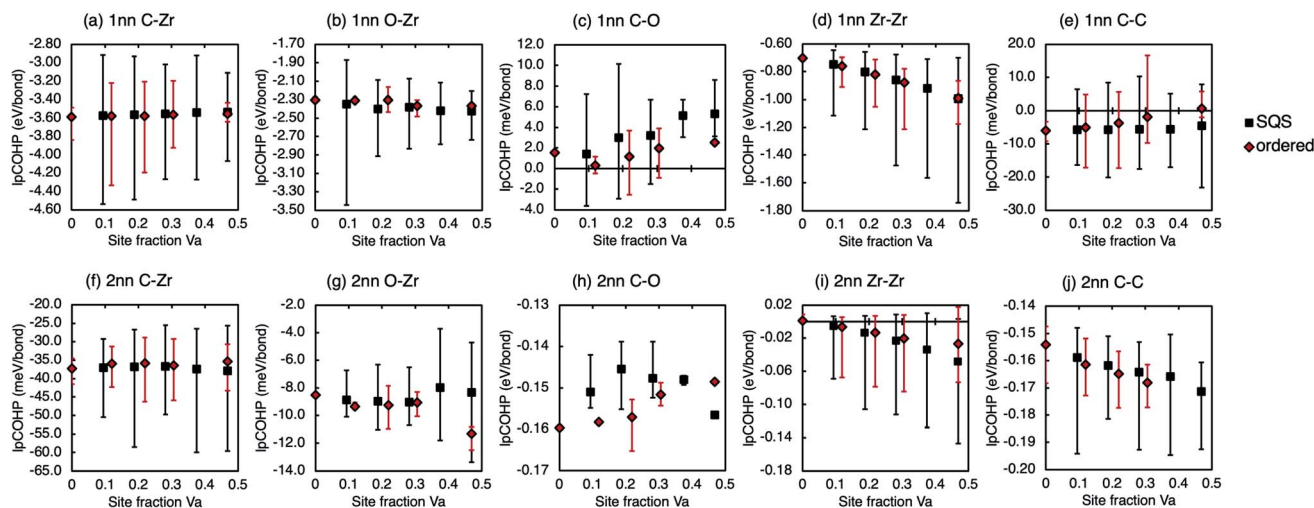 (a) 1nn C-Zr
IpCOHP (eV/bond)
-2.80
-3.00
-3.20
-3.40
-3.60
-3.80
-4.00
-4.20
-4.40
-4.60
0 0.1 0.2 0.3 0.4 0.5
Site fraction Va
(b) 1nn O-Zr
IpCOHP (eV/bond)
-1.70
-1.90
-2.10
-2.30
-2.50
-2.70
-2.90
-3.10
-3.30
-3.50
0 0.1 0.2 0.3 0.4 0.5
Site fraction Va
(c) 1nn C-O
IpCOHP (meV/bond)
12.0
10.0
8.0
6.0
4.0
2.0
0.0
-2.0
-4.0
0 0.1 0.2 0.3 0.4 0.5
Site fraction Va
(d) 1nn Zr-Zr
IpCOHP (eV/bond)
-0.60
-0.80
-1.00
-1.20
-1.40
-1.60
-1.80
0 0.1 0.2 0.3 0.4 0.5
Site fraction Va
(e) 1nn C-C
IpCOHP (meV/bond)
20.0
10.0
0.0
-10.0
-20.0
-30.0
0 0.1 0.2 0.3 0.4 0.5
Site fraction Va
SQS
ordered
(f) 2nn C-Zr
IpCOHP (meV/bond)
-20.0
-25.0
-30.0
-35.0
-40.0
-45.0
-50.0
-55.0
-60.0
-65.0
0 0.1 0.2 0.3 0.4 0.5
Site fraction Va
(g) 2nn O-Zr
IpCOHP (meV/bond)
-2.0
-4.0
-6.0
-8.0
-10.0
-12.0
-14.0
0 0.1 0.2 0.3 0.4 0.5
Site fraction Va
(h) 2nn C-O
IpCOHP (eV/bond)
-0.13
-0.14
-0.15
-0.16
-0.17
0 0.1 0.2 0.3 0.4 0.5
Site fraction Va
(i) 2nn Zr-Zr
IpCOHP (eV/bond)
0.02
-0.02
-0.06
-0.10
-0.14
-0.18
0 0.1 0.2 0.3 0.4 0.5
Site fraction Va
(j) 2nn C-C
IpCOHP (eV/bond)
-0.14
-0.15
-0.16
-0.17
-0.18
-0.19
-0.20
0 0.1 0.2 0.3 0.4 0.5
Site fraction Va